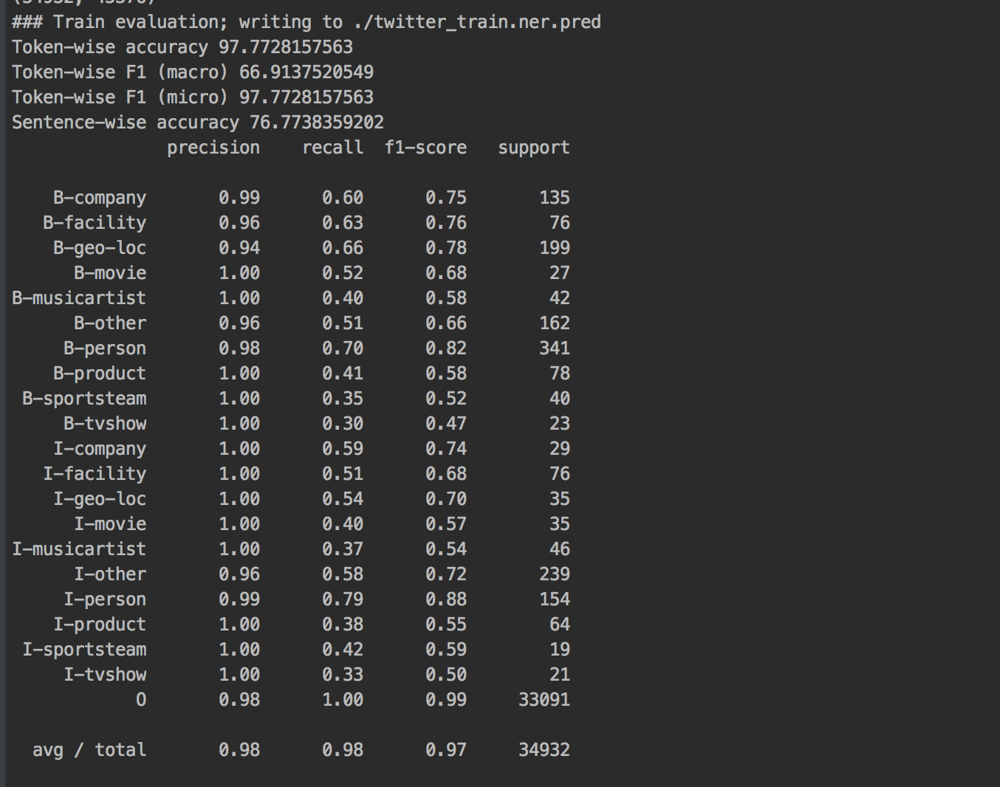 (34932, 45376)
### Train evaluation; writing to ./twitter_train.ner.pred
Token-wise accuracy 97.7728157563
Token-wise F1 (macro) 66.9137520549
Token-wise F1 (micro) 97.7728157563
Sentence-wise accuracy 76.7738359202
precision recall f1-score support
B-company 0.99 0.60 0.75 135
B-facility 0.96 0.63 0.76 76
B-geo-loc 0.94 0.66 0.78 199
B-movie 1.00 0.52 0.68 27
B-musicartist 1.00 0.40 0.58 42
B-other 0.96 0.51 0.66 162
B-person 0.98 0.70 0.82 341
B-product 1.00 0.41 0.58 78
B-sportsteam 1.00 0.35 0.52 40
B-tvshow 1.00 0.30 0.47 23
I-company 1.00 0.59 0.74 29
I-facility 1.00 0.51 0.68 76
I-geo-loc 1.00 0.54 0.70 35
I-movie 1.00 0.40 0.57 35
I-musicartist 1.00 0.37 0.54 46
I-other 0.96 0.58 0.72 239
I-person 0.99 0.79 0.88 154
I-product 1.00 0.38 0.55 64
I-sportsteam 1.00 0.42 0.59 19
I-tvshow 1.00 0.33 0.50 21
O 0.98 1.00 0.99 33091
avg / total 0.98 0.98 0.97 34932